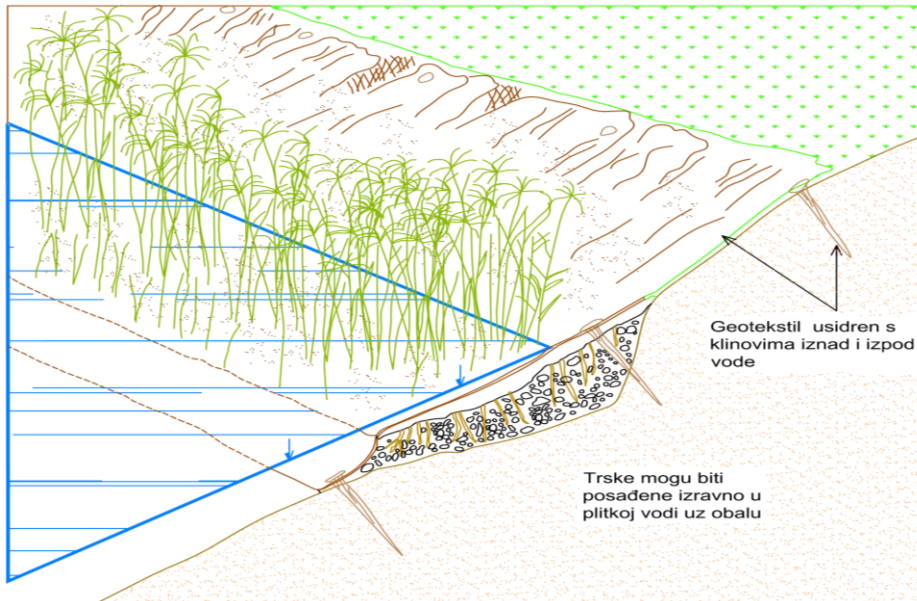 Geotekstil usidren s
klinovima iznad i izpod
vode
Trske mogu biti
posađene izravno u
plitkoj vodi uz obalu